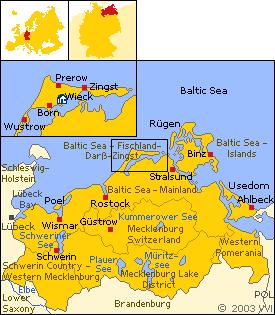 Prerow
Zingst
Wieck
Born
Wustrow
Baltic Sea
Rügen
Baltic Sea – Fischland-
Darß-Zingst
Binz
Baltic Sea -
Islands
Stralsund
Schleswig-
Holstein
Lübeck
Bay
Poel
Baltic Sea - Mainland
Usedom
Ahlbeck
Rostock
Lübeck
Wismar
Güstrow
Kummerower See
Mecklenburg
Switzerland
Schweriner
See
Schwerin
Western
Pomerania
Schwerin Country -
Western Mecklenburg
Plauer
See
Müritz-
see
Mecklenburg Lake
District
Elbe
Lower
Saxony
Brandenburg
POL
© 2003